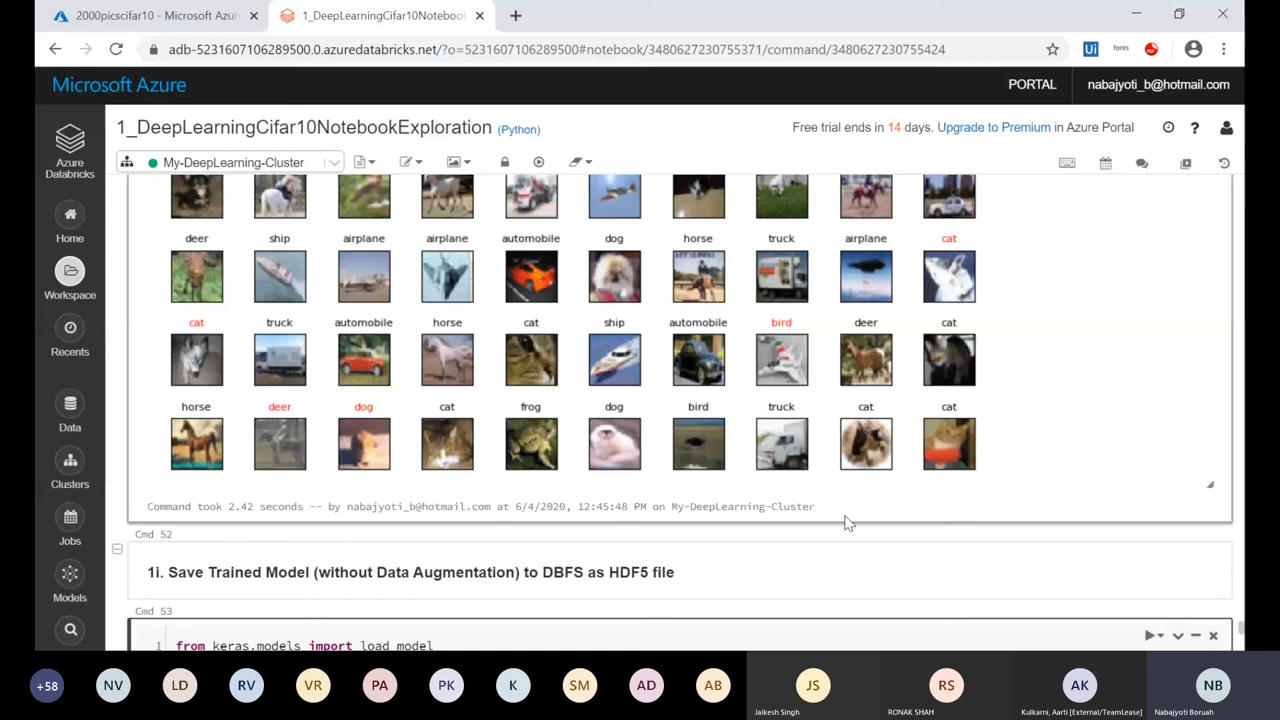 2000picscifar10 - Microsoft Azu
1_DeepLearningCifar10Notebook
adb-5231607106289500.0.azuredatabricks.net/?o=5231607106289500#notebook/3480627230755371/command/3480627230755424
Ui
fonts
Microsoft Azure
PORTAL
nabajyoti_b@hotmail.com
Azure
Databricks
1_DeepLearningCifar10NotebookExploration (Python)
Free trial ends in 14 days. Upgrade to Premium in Azure Portal
My-DeepLearning-Cluster
Home
Workspace
Recents
Data
Clusters
Jobs
Models
deer ship airplane airplane automobile dog horse truck airplane cat
cat truck automobile horse cat ship automobile bird deer cat
horse deer dog cat frog dog bird truck cat cat
Command took 2.42 seconds -- by nabajyoti_b@hotmail.com at 6/4/2020, 12:45:48 PM on My-DeepLearning-Cluster
Cmd 52
1i. Save Trained Model (without Data Augmentation) to DBFS as HDF5 file
Cmd 53
1 from keras.models import load_model
+58 NV LD RV VR PA PK K SM AD AB JS RS AK NB
Jaikesh Singh RONAK SHAH Kulkarni, Aarti [External/TeamLease] Nabajyoti Boruah